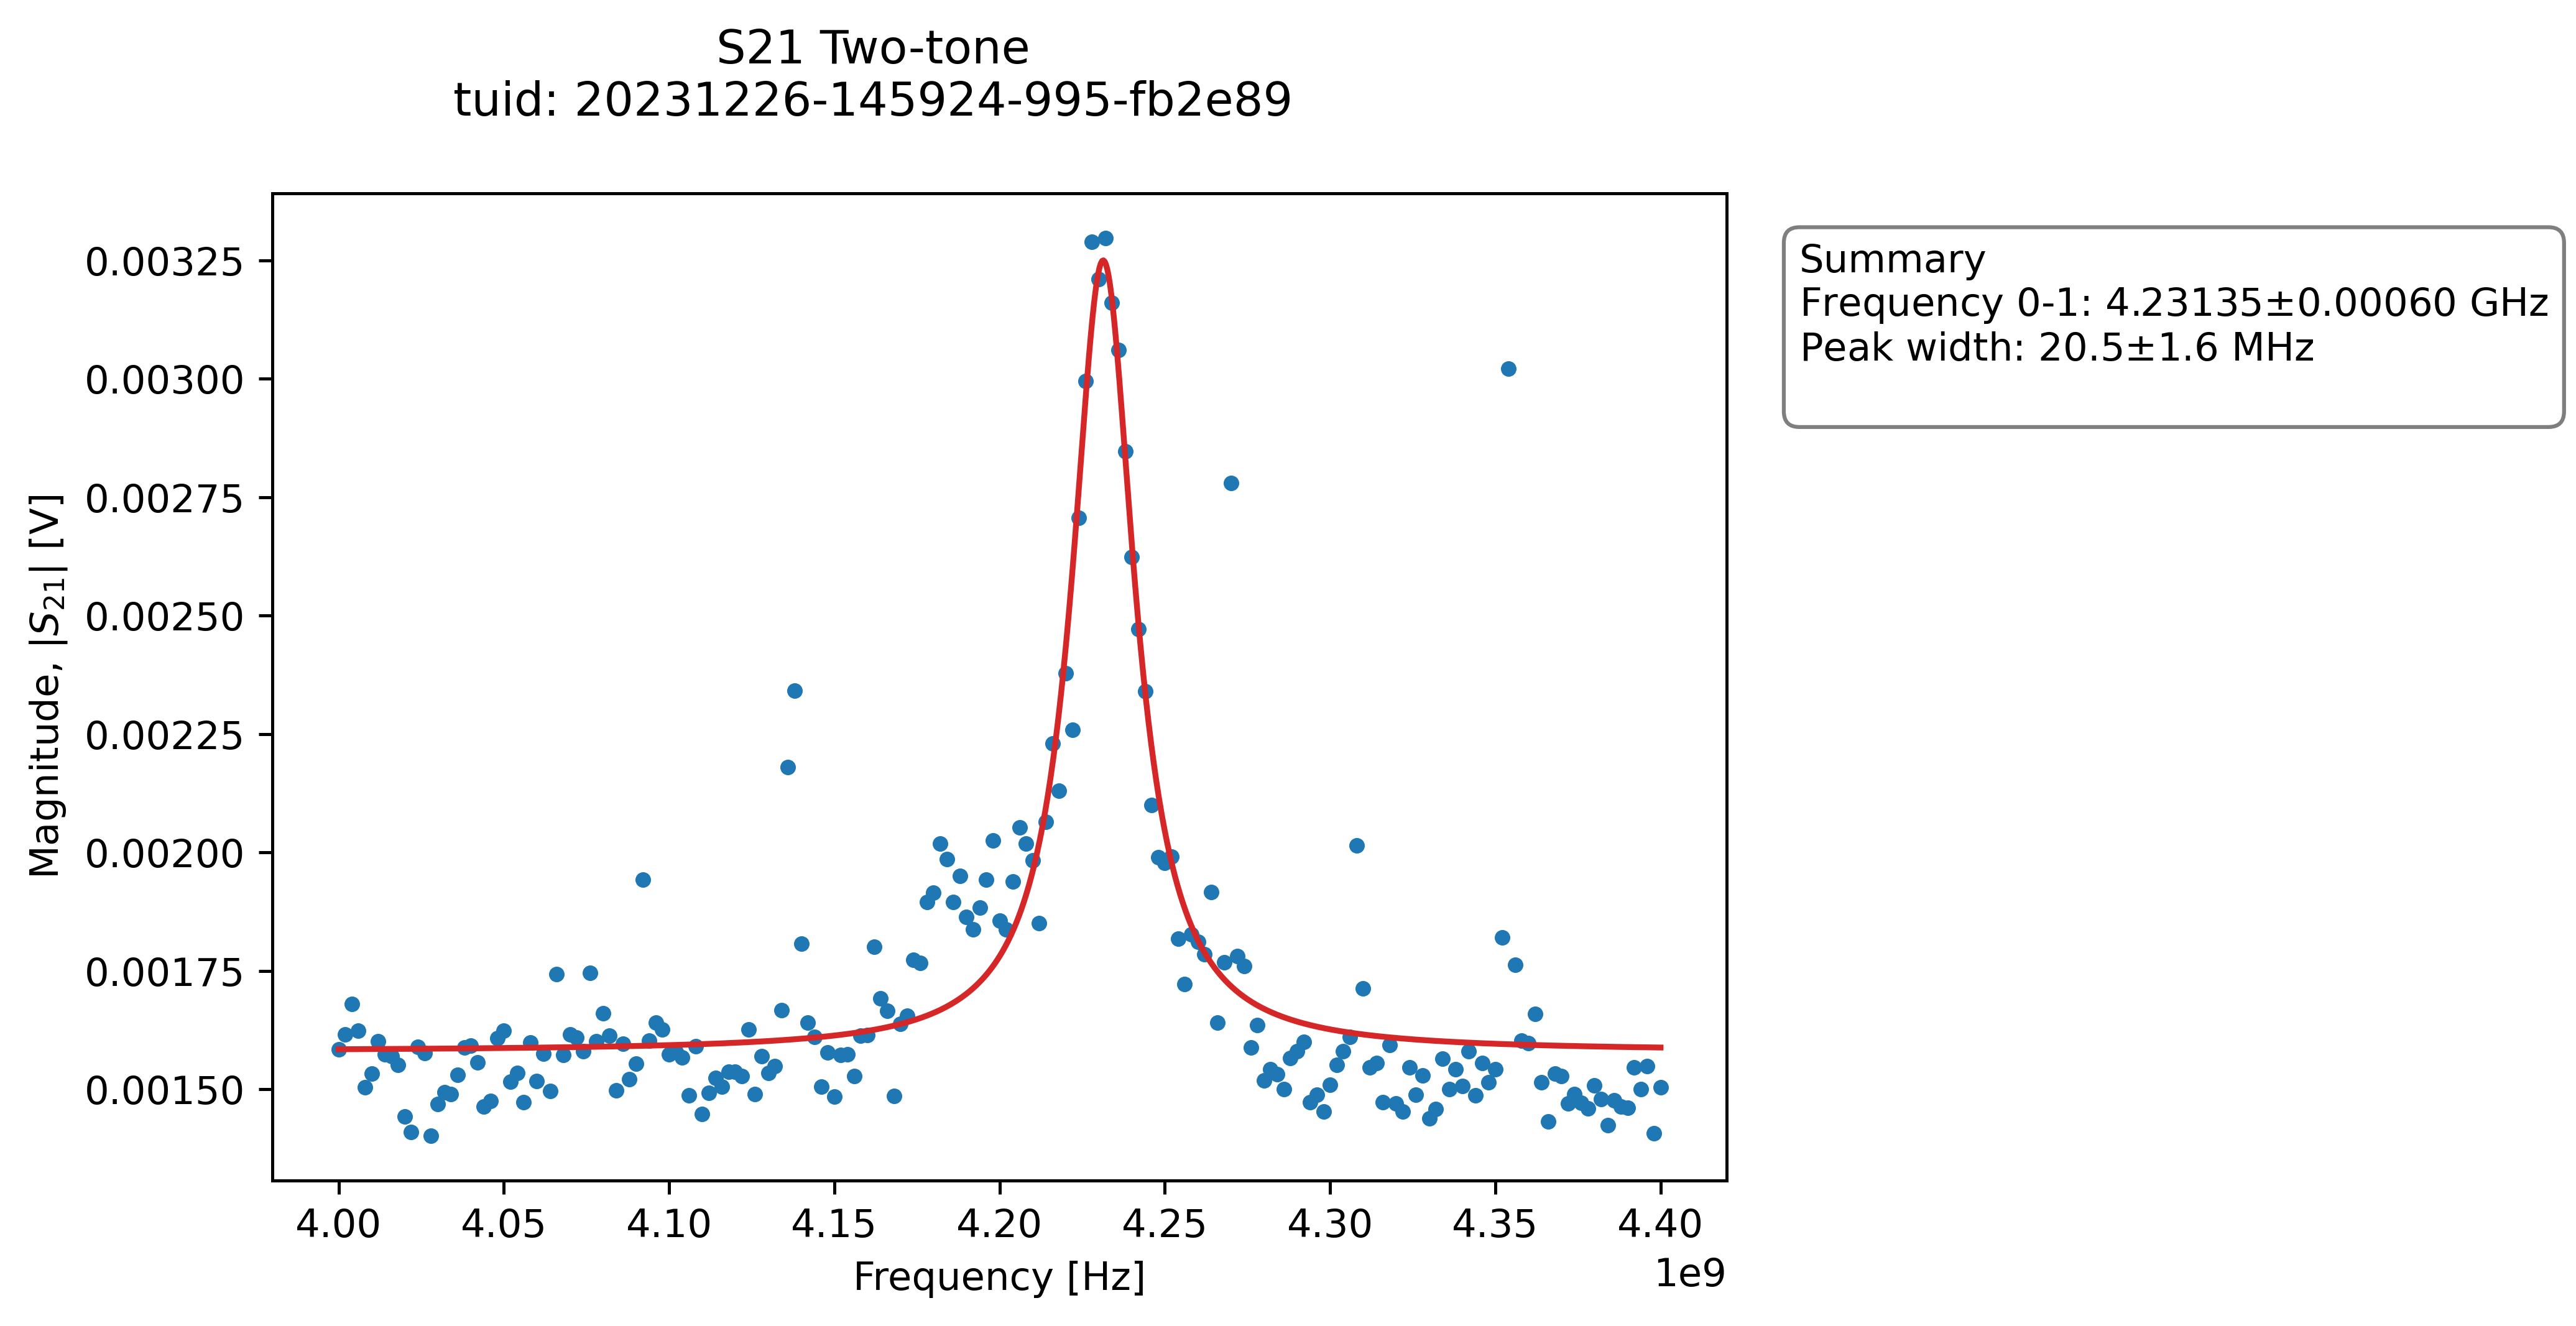 S21 Two-tone
tuid: 20231226-145924-995-fb2e89
Magnitude, |S21| [V]
0.00325
0.00300
0.00275
0.00250
0.00225
0.00200
0.00175
0.00150
4.00 4.05 4.10 4.15 4.20 4.25 4.30 4.35 4.40
1e9
Frequency [Hz]
Summary
Frequency 0-1: 4.23135±0.00060 GHz
Peak width: 20.5±1.6 MHz